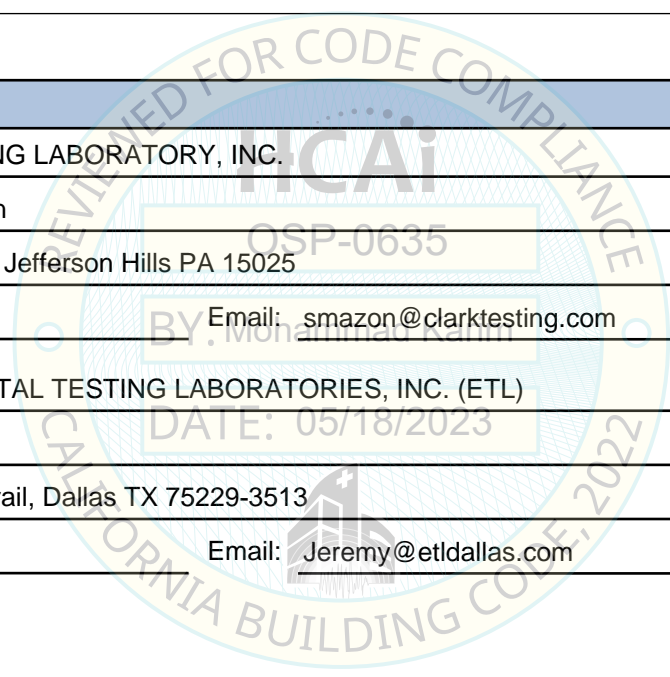 REVIEWED FOR CODE COMPLIANCE
HCAi
NG LABORATORY, INC.
OSP-0635
Jefferson Hills PA 15025
Email: smazon@clarktesting.com
BY: Mohammad Karim
TAL TESTING LABORATORIES, INC. (ETL)
DATE: 05/18/2023
rail, Dallas TX 75229-3513
Email: Jeremy@etldallas.com
CALIFORNIA BUILDING CODE, 2022